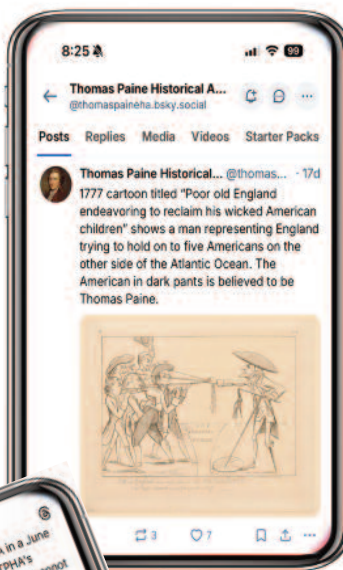 8:25
99
Thomas Paine Historical A...
@thomaspaineha.bsky.social
Posts Replies Media Videos Starter Packs
Thomas Paine Historical... @thomas... · 17d
1777 cartoon titled "Poor old England
endeavoring to reclaim his wicked American
children" shows a man representing England
trying to hold on to five Americans on the
other side of the Atlantic Ocean. The
American in dark pants is believed to be
Thomas Paine.
3 7
A in a June
TPHA's
not